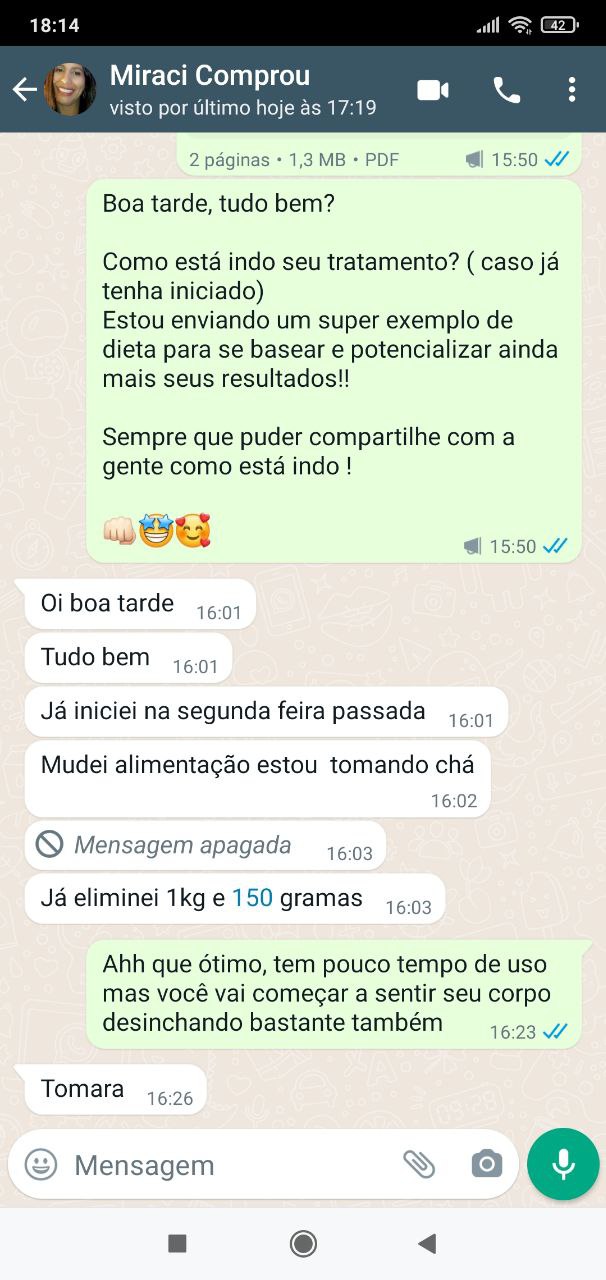 18:14
42
Miraci Comprou
visto por último hoje às 17:19
2 páginas • 1,3 MB • PDF 15:50
Boa tarde, tudo bem?
Como está indo seu tratamento? ( caso já
tenha iniciado)
Estou enviando um super exemplo de
dieta para se basear e potencializar ainda
mais seus resultados!!
Sempre que puder compartilhe com a
gente como está indo !
👊🏻🤩🥰
15:50
Oi boa tarde 16:01
Tudo bem 16:01
Já iniciei na segunda feira passada 16:01
Mudei alimentação estou  tomando chá
16:02
Mensagem apagada 16:03
Já eliminei 1kg e 150 gramas 16:03
Ahh que ótimo, tem pouco tempo de uso
mas você vai começar a sentir seu corpo
desinchando bastante também 16:23
Tomara 16:26
Mensagem